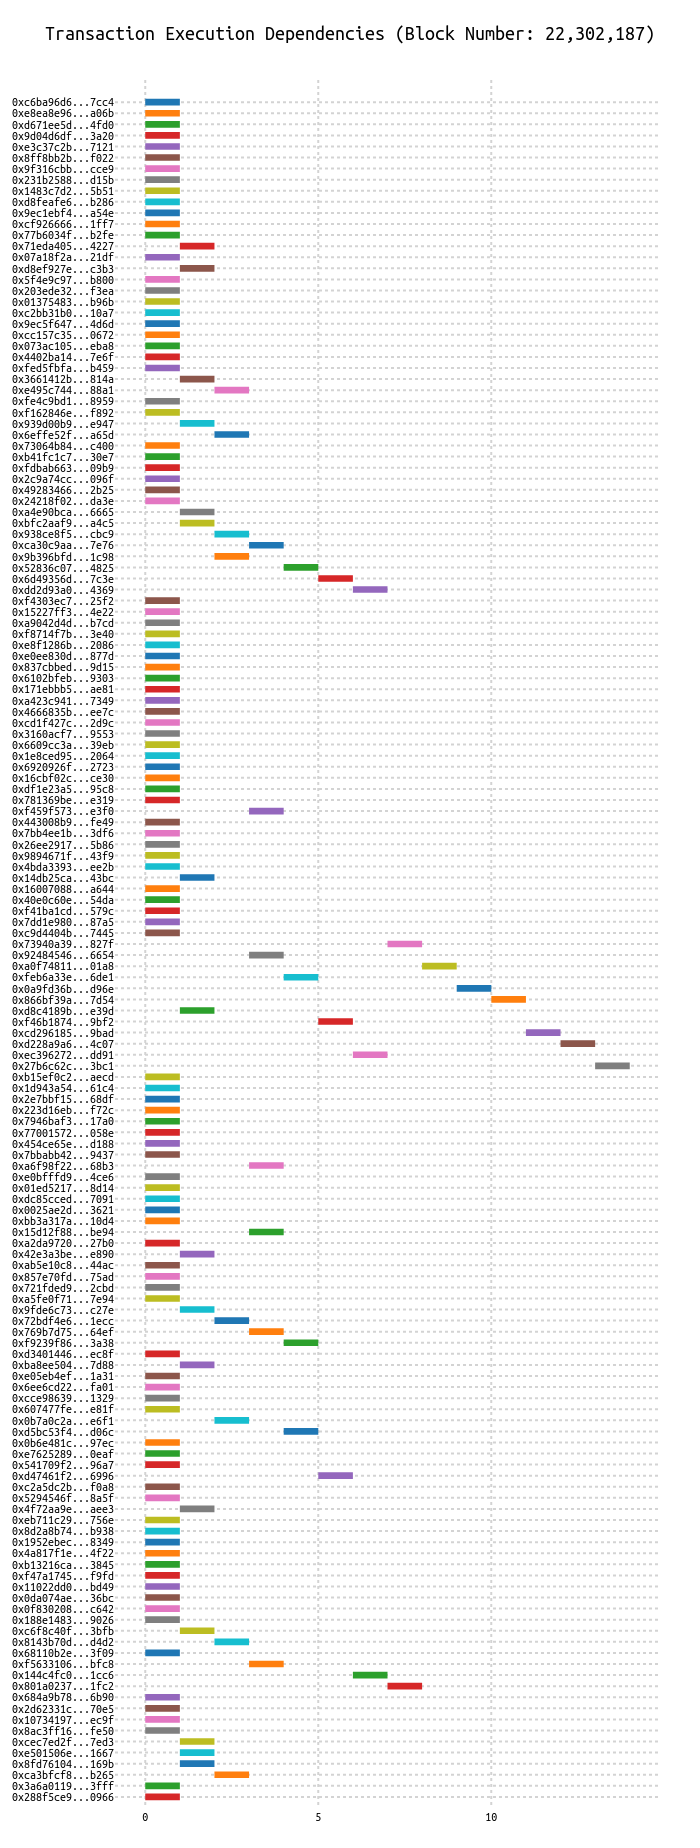 Transaction Execution Dependencies (Block Number: 22,302,187)
0xc6ba96d6...7cc4
0xe8ea8e96...a06b
0xd671ee5d...4fd0
0x9d04d6df...3a20
0xe3c37c2b...7121
0x8ff8bb2b...f022
0x9f316cbb...cce9
0x231b2588...d15b
0x1483c7d2...5b51
0xd8feafe6...b286
0x9ec1ebf4...a54e
0xcf926666...1ff7
0x77b6034f...b2fe
0x71eda405...4227
0x07a18f2a...21df
0xd8ef927e...c3b3
0x5f4e9c97...b800
0x203ede32...f3ea
0x01375483...b96b
0xc2bb31b0...10a7
0x9ec5f647...4d6d
0xcc157c35...0672
0x073ac105...eba8
0x4402ba14...7e6f
0xfed5fbfa...b459
0x3661412b...814a
0xe495c744...88a1
0xfe4c9bd1...8959
0xf162846e...f892
0x939d00b9...e947
0x6effe52f...a65d
0x73064b84...c400
0xb41fc1c7...30e7
0xfdbab663...09b9
0x2c9a74cc...096f
0x49283466...2b25
0x24218f02...da3e
0xa4e90bca...6665
0xbfc2aaf9...a4c5
0x938ce8f5...cbc9
0xca30c9aa...7e76
0x9b396bfd...1c98
0x52836c07...4825
0x6d49356d...7c3e
0xdd2d93a0...4369
0xf4303ec7...25f2
0x15227ff3...4e22
0xa9042d4d...b7cd
0xf8714f7b...3e40
0xe8f1286b...2086
0xe0ee830d...877d
0x837cbbed...9d15
0x6102bfeb...9303
0x171ebbb5...ae81
0xa423c941...7349
0x4666835b...ee7c
0xcd1f427c...2d9c
0x3160acf7...9553
0x6609cc3a...39eb
0x1e8ced95...2064
0x6920926f...2723
0x16cbf02c...ce30
0xdf1e23a5...95c8
0x781369be...e319
0xf459f573...e3f0
0x443008b9...fe49
0x7bb4ee1b...3df6
0x26ee2917...5b86
0x9894671f...43f9
0x4bda3393...ee2b
0x14db25ca...43bc
0x16007088...a644
0x40e0c60e...54da
0xf41ba1cd...579c
0x7dd1e980...87a5
0xc9d4404b...7445
0x73940a39...827f
0x92484546...6654
0xa0f74811...01a8
0xfeb6a33e...6de1
0x0a9fd36b...d96e
0x866bf39a...7d54
0xd8c4189b...e39d
0xf46b1874...9bf2
0xcd296185...9bad
0xd228a9a6...4c07
0xec396272...dd91
0x27b6c62c...3bc1
0xb15ef0c2...aecd
0x1d943a54...61c4
0x2e7bbf15...68df
0x223d16eb...f72c
0x7946baf3...17a0
0x77001572...058e
0x454ce65e...d188
0x7bbabb42...9437
0xa6f98f22...68b3
0xe0bfffd9...4ce6
0x01ed5217...8d14
0xdc85cced...7091
0x0025ae2d...3621
0xbb3a317a...10d4
0x15d12f88...be94
0xa2da9720...27b0
0x42e3a3be...e890
0xab5e10c8...44ac
0x857e70fd...75ad
0x721fded9...2cbd
0xa5fe0f71...7e94
0x9fde6c73...c27e
0x72bdf4e6...1ecc
0x769b7d75...64ef
0xf9239f86...3a38
0xd3401446...ec8f
0xba8ee504...7d88
0xe05eb4ef...1a31
0x6ee6cd22...fa01
0xcce98639...1329
0x607477fe...e81f
0x0b7a0c2a...e6f1
0xd5bc53f4...d06c
0x0b6e481c...97ec
0xe7625289...0eaf
0x541709f2...96a7
0xd47461f2...6996
0xc2a5dc2b...f0a8
0x5294546f...8a5f
0x4f72aa9e...aee3
0xeb711c29...756e
0x8d2a8b74...b938
0x1952ebec...8349
0x4a817f1e...4f22
0xb13216ca...3845
0xf47a1745...f9fd
0x11022dd0...bd49
0x0da074ae...36bc
0x0f830208...c642
0x188e1483...9026
0xc6f8c40f...3bfb
0x8143b70d...d4d2
0x68110b2e...3f09
0xf5633106...bfc8
0x144c4fc0...1cc6
0x801a0237...1fc2
0x684a9b78...6b90
0x2d62331c...70e5
0x10734197...ec9f
0x8ac3ff16...fe50
0xcec7ed2f...7ed3
0xe501506e...1667
0x8fd76104...169b
0xca3bfcf8...b265
0x3a6a0119...3fff
0x288f5ce9...0966
0 5 10